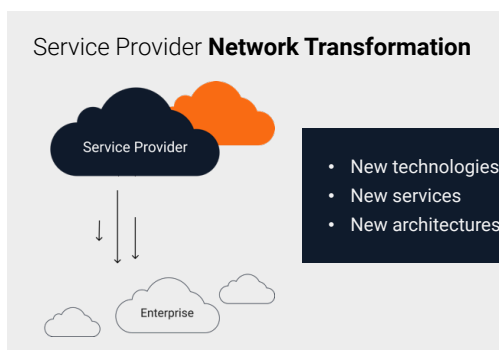 Service Provider Network Transformation
Service Provider
• New technologies
• New services
• New architectures
Enterprise